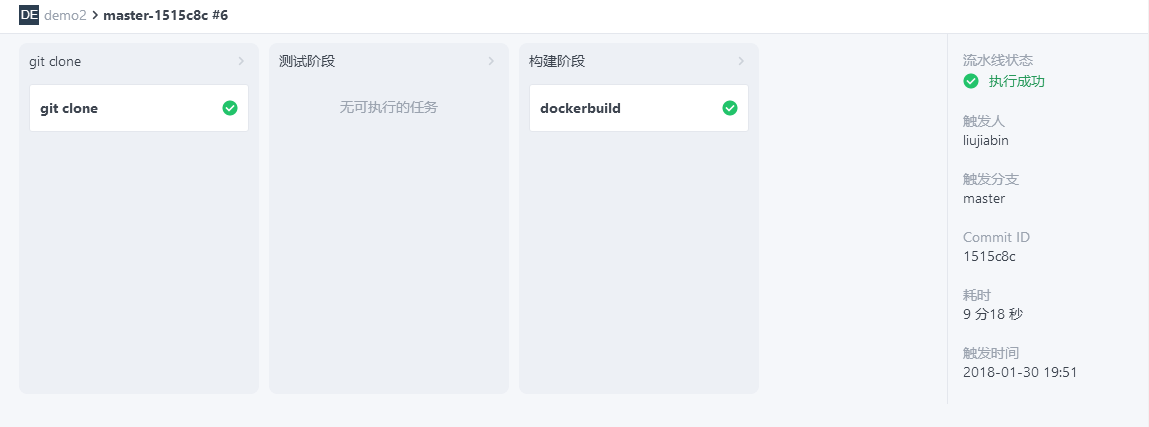 DE demo2 > master-1515c8c #6
git clone
git clone
测试阶段
无可执行的任务
构建阶段
dockerbuild
流水线状态
执行成功
触发人
liujiabin
触发分支
master
Commit ID
1515c8c
耗时
9 分18 秒
触发时间
2018-01-30 19:51